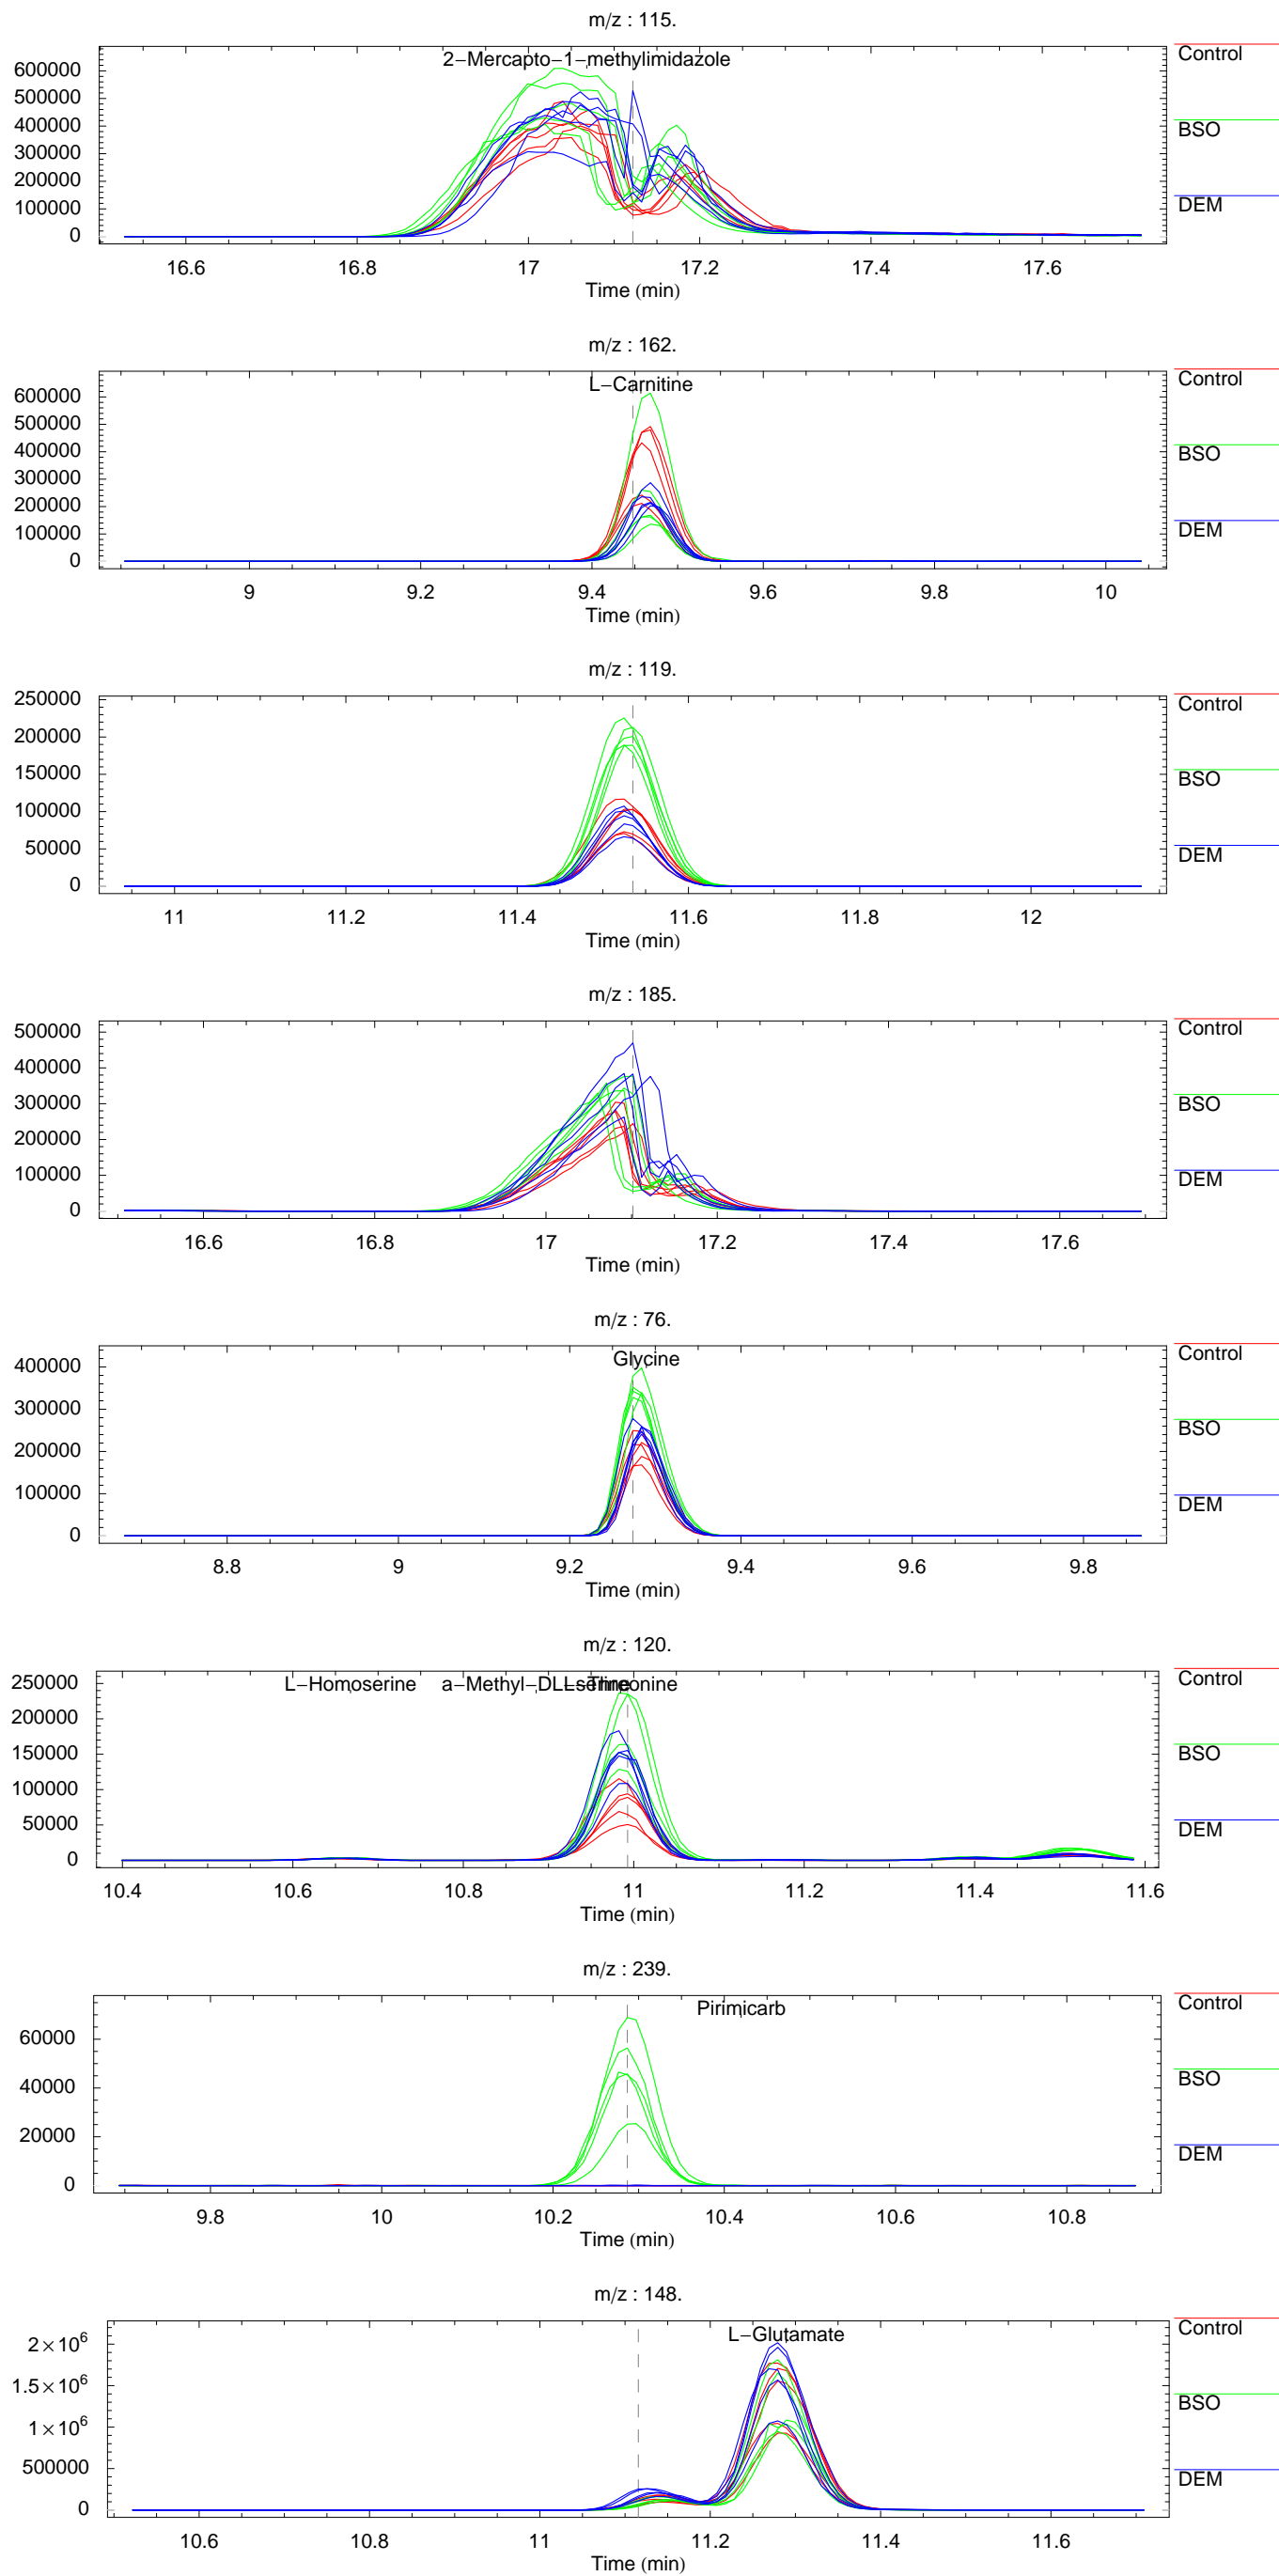 m/z : 115.
2−Mercapto−1−methylimidazole
Control
BSO
DEM
600000
500000
400000
300000
200000
100000
0
16.6 16.8 17 17.2 17.4 17.6
Time (min)
m/z : 162.
L−Carnitine
Control
BSO
DEM
600000
500000
400000
300000
200000
100000
0
9 9.2 9.4 9.6 9.8 10
Time (min)
m/z : 119.
Control
BSO
DEM
250000
200000
150000
100000
50000
0
11 11.2 11.4 11.6 11.8 12
Time (min)
m/z : 185.
Control
BSO
DEM
500000
400000
300000
200000
100000
0
16.6 16.8 17 17.2 17.4 17.6
Time (min)
m/z : 76.
Glycine
Control
BSO
DEM
400000
300000
200000
100000
0
8.8 9 9.2 9.4 9.6 9.8
Time (min)
m/z : 120.
L−Homoserine a−Methyl−DL−serine L−Threonine
Control
BSO
DEM
250000
200000
150000
100000
50000
0
10.4 10.6 10.8 11 11.2 11.4 11.6
Time (min)
m/z : 239.
Pirimicarb
Control
BSO
DEM
60000
40000
20000
0
9.8 10 10.2 10.4 10.6 10.8
Time (min)
m/z : 148.
L−Glutamate
Control
BSO
DEM
2 × 10⁶
1.5 × 10⁶
1 × 10⁶
500000
0
10.6 10.8 11 11.2 11.4 11.6
Time (min)